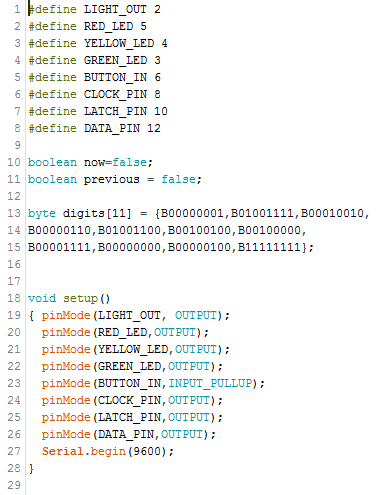 1 #define LIGHT_OUT 2
2 #define RED_LED 5
3 #define YELLOW_LED 4
4 #define GREEN_LED 3
5 #define BUTTON_IN 6
6 #define CLOCK_PIN 8
7 #define LATCH_PIN 10
8 #define DATA_PIN 12
9
10 boolean now=false;
11 boolean previous = false;
12
13 byte digits[11] = {B00000001,B01001111,B00010010,
14 B00000110,B01001100,B00100100,B00100000,
15 B00001111,B00000000,B00000100,B11111111};
16
17
18 void setup()
19 { pinMode(LIGHT_OUT, OUTPUT);
20   pinMode(RED_LED,OUTPUT);
21   pinMode(YELLOW_LED,OUTPUT);
22   pinMode(GREEN_LED,OUTPUT);
23   pinMode(BUTTON_IN,INPUT_PULLUP);
24   pinMode(CLOCK_PIN,OUTPUT);
25   pinMode(LATCH_PIN,OUTPUT);
26   pinMode(DATA_PIN,OUTPUT);
27   Serial.begin(9600);
28 }
29